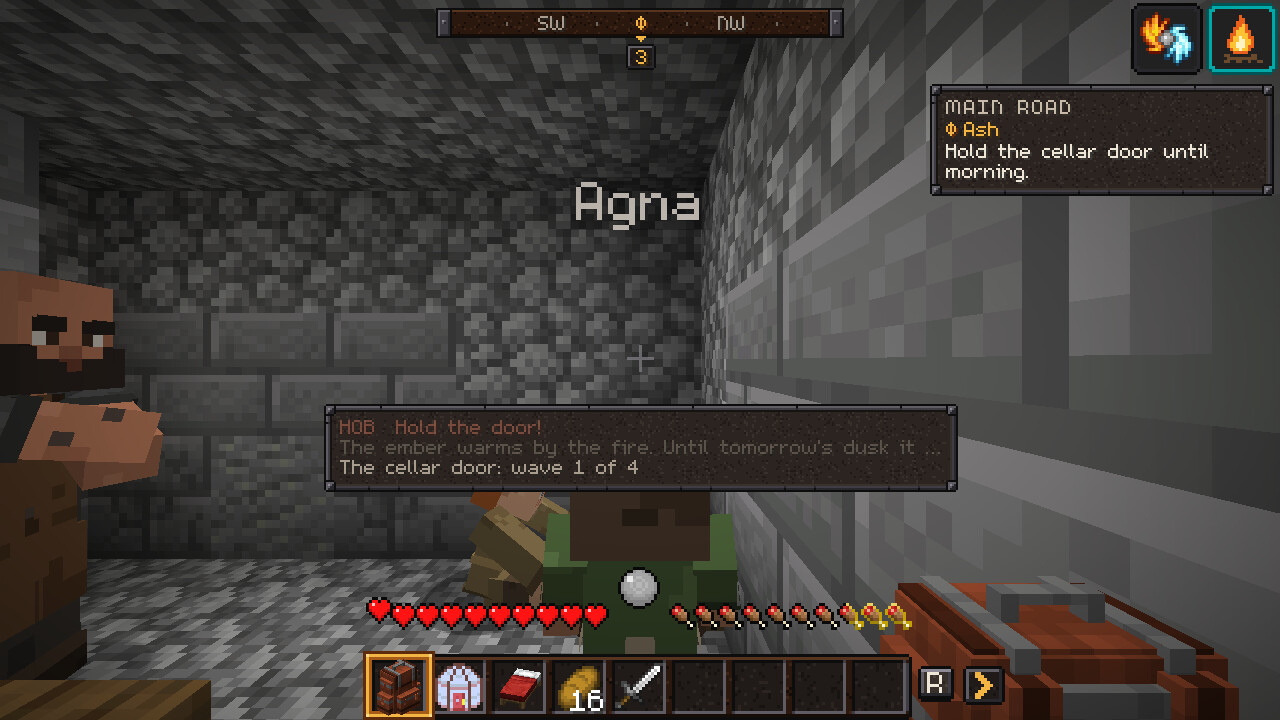 SW
NW
3
MAIN ROAD
Ash
Hold the cellar door until
morning.
Agna
HOB Hold the door!
The ember warms by the fire. Until tomorrow's dusk it ...
The cellar door: wave 1 of 4
16
R